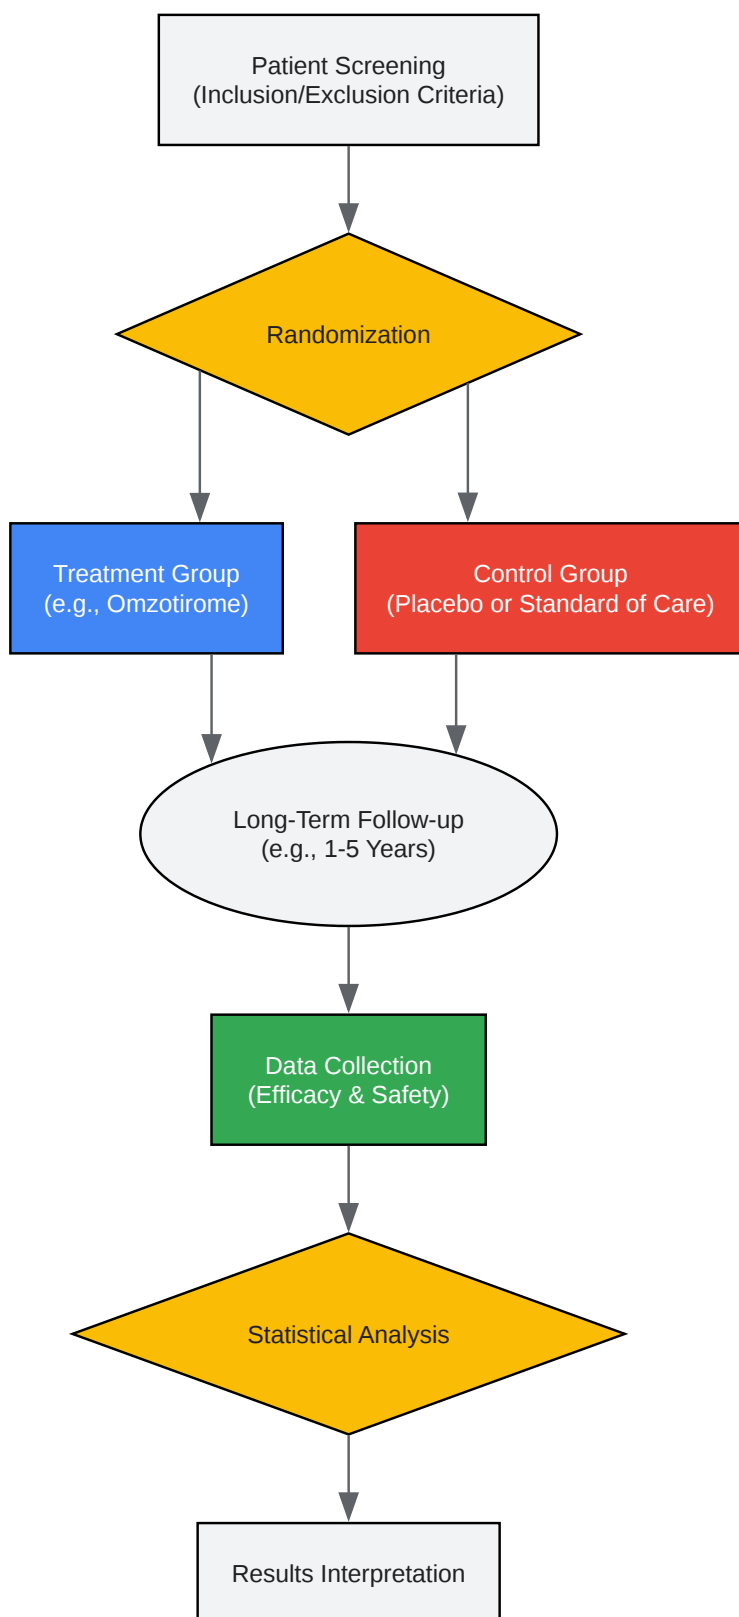 Patient Screening
(Inclusion/Exclusion Criteria)
Randomization
Treatment Group
(e.g., Omzotirome)
Control Group
(Placebo or Standard of Care)
Long-Term Follow-up
(e.g., 1-5 Years)
Data Collection
(Efficacy & Safety)
Statistical Analysis
Results Interpretation